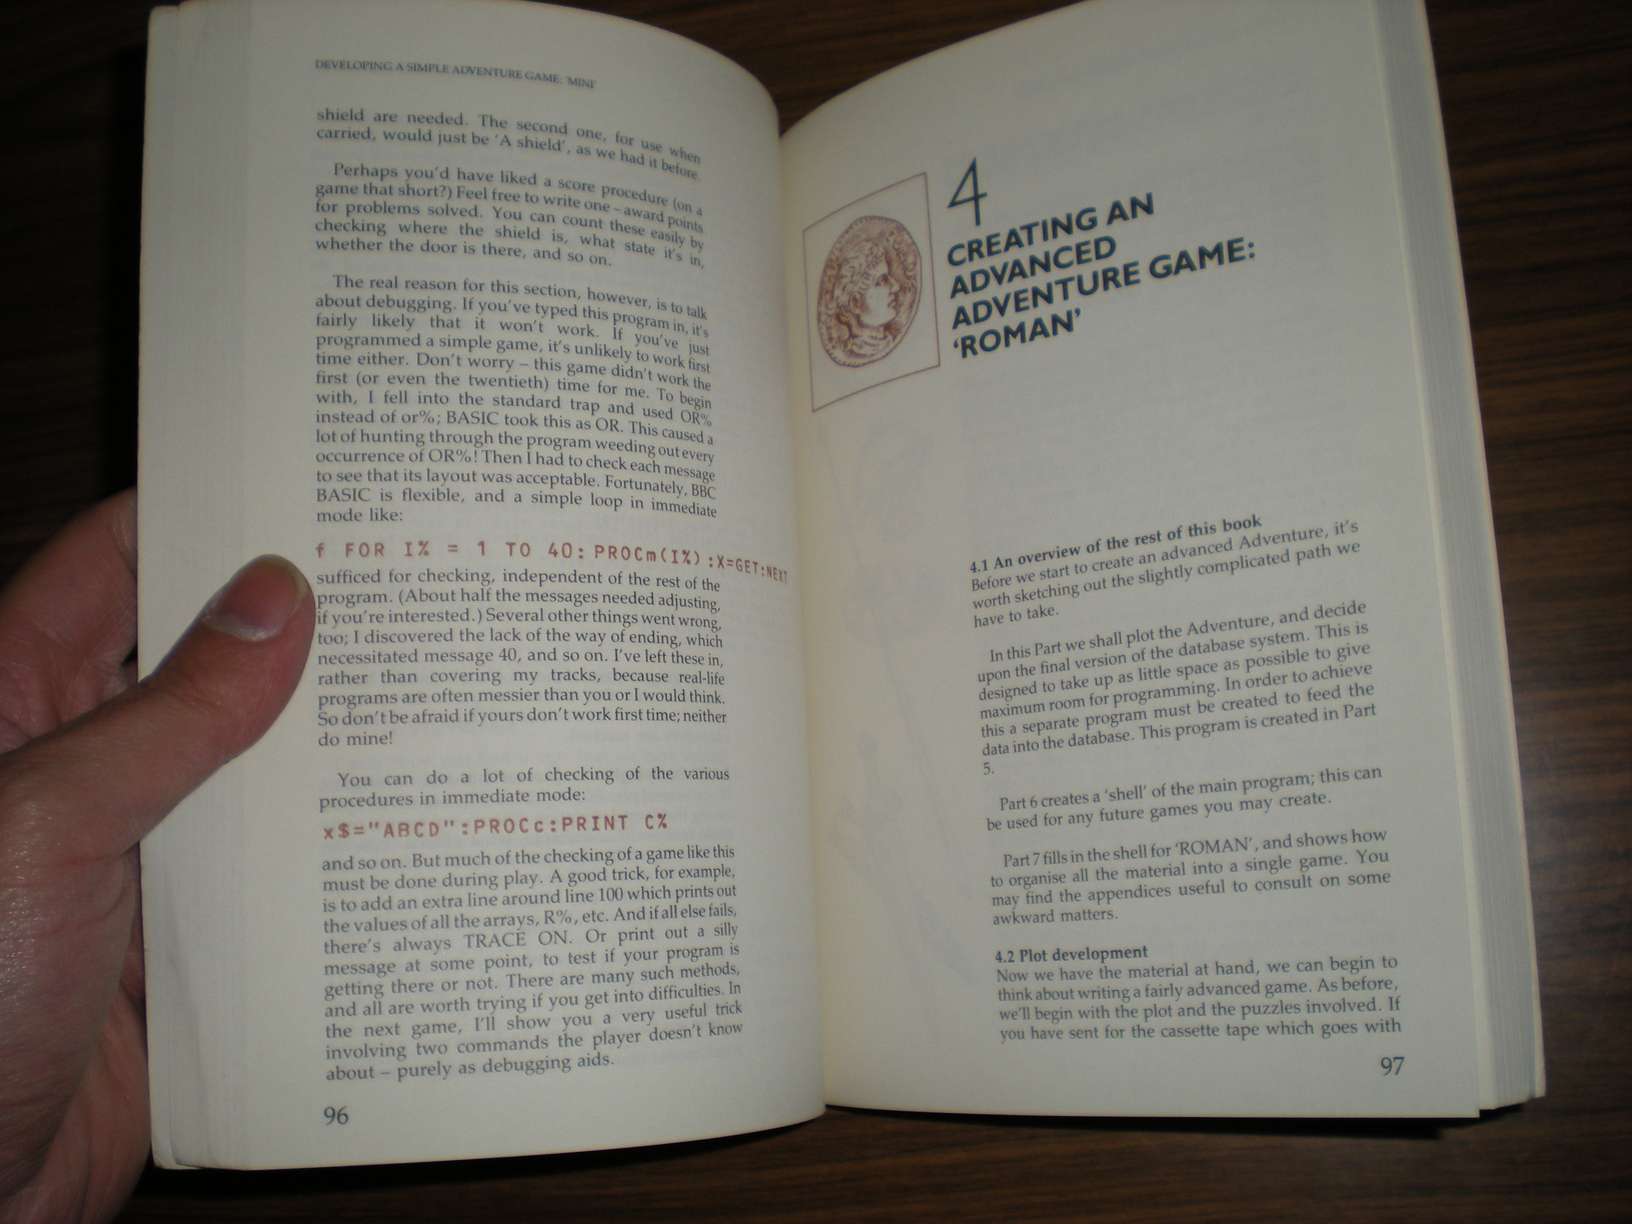 DEVELOPING A SIMPLE ADVENTURE GAME: 'MINI'
shield are needed. The second one, for use when
carried, would just be 'A shield', as we had it before.
Perhaps you'd have liked a score procedure (on a
game that short?) Feel free to write one – award points
for problems solved. You can count these easily by
checking where the shield is, what state it's in,
whether the door is there, and so on.
The real reason for this section, however, is to talk
about debugging. If you've typed this program in, it's
fairly likely that it won't work. If you've just
programmed a simple game, it's unlikely to work first
time either. Don't worry – this game didn't work the
first (or even the twentieth) time for me. To begin
with, I fell into the standard trap and used OR%
instead of or%; BASIC took this as OR. This caused a
lot of hunting through the program weeding out every
occurrence of OR%! Then I had to check each message
to see that its layout was acceptable. Fortunately, BBC
BASIC is flexible, and a simple loop in immediate
mode like:
f FOR I% = 1 TO 40:PROCm(I%):X=GET:NEXT
sufficed for checking, independent of the rest of the
program. (About half the messages needed adjusting,
if you're interested.) Several other things went wrong,
too; I discovered the lack of the way of ending, which
necessitated message 40, and so on. I've left these in,
rather than covering my tracks, because real-life
programs are often messier than you or I would think.
So don't be afraid if yours don't work first time; neither
do mine!
You can do a lot of checking of the various
procedures in immediate mode:
x$="ABCD":PROCc:PRINT C%
and so on. But much of the checking of a game like this
must be done during play. A good trick, for example,
is to add an extra line around line 100 which prints out
the values of all the arrays, R%, etc. And if all else fails,
there's always TRACE ON. Or print out a silly
message at some point, to test if your program is
getting there or not. There are many such methods,
and all are worth trying if you get into difficulties. In
the next game, I'll show you a very useful trick
involving two commands the player doesn't know
about – purely as debugging aids.
96
4
CREATING AN
ADVANCED
ADVENTURE GAME:
'ROMAN'
4.1 An overview of the rest of this book
Before we start to create an advanced Adventure, it's
worth sketching out the slightly complicated path we
have to take.
In this Part we shall plot the Adventure, and decide
upon the final version of the database system. This is
designed to take up as little space as possible to give
maximum room for programming. In order to achieve
this a separate program must be created to feed the
data into the database. This program is created in Part
5.
Part 6 creates a 'shell' of the main program; this can
be used for any future games you may create.
Part 7 fills in the shell for 'ROMAN', and shows how
to organise all the material into a single game. You
may find the appendices useful to consult on some
awkward matters.
4.2 Plot development
Now we have the material at hand, we can begin to
think about writing a fairly advanced game. As before,
we'll begin with the plot and the puzzles involved. If
you have sent for the cassette tape which goes with
97